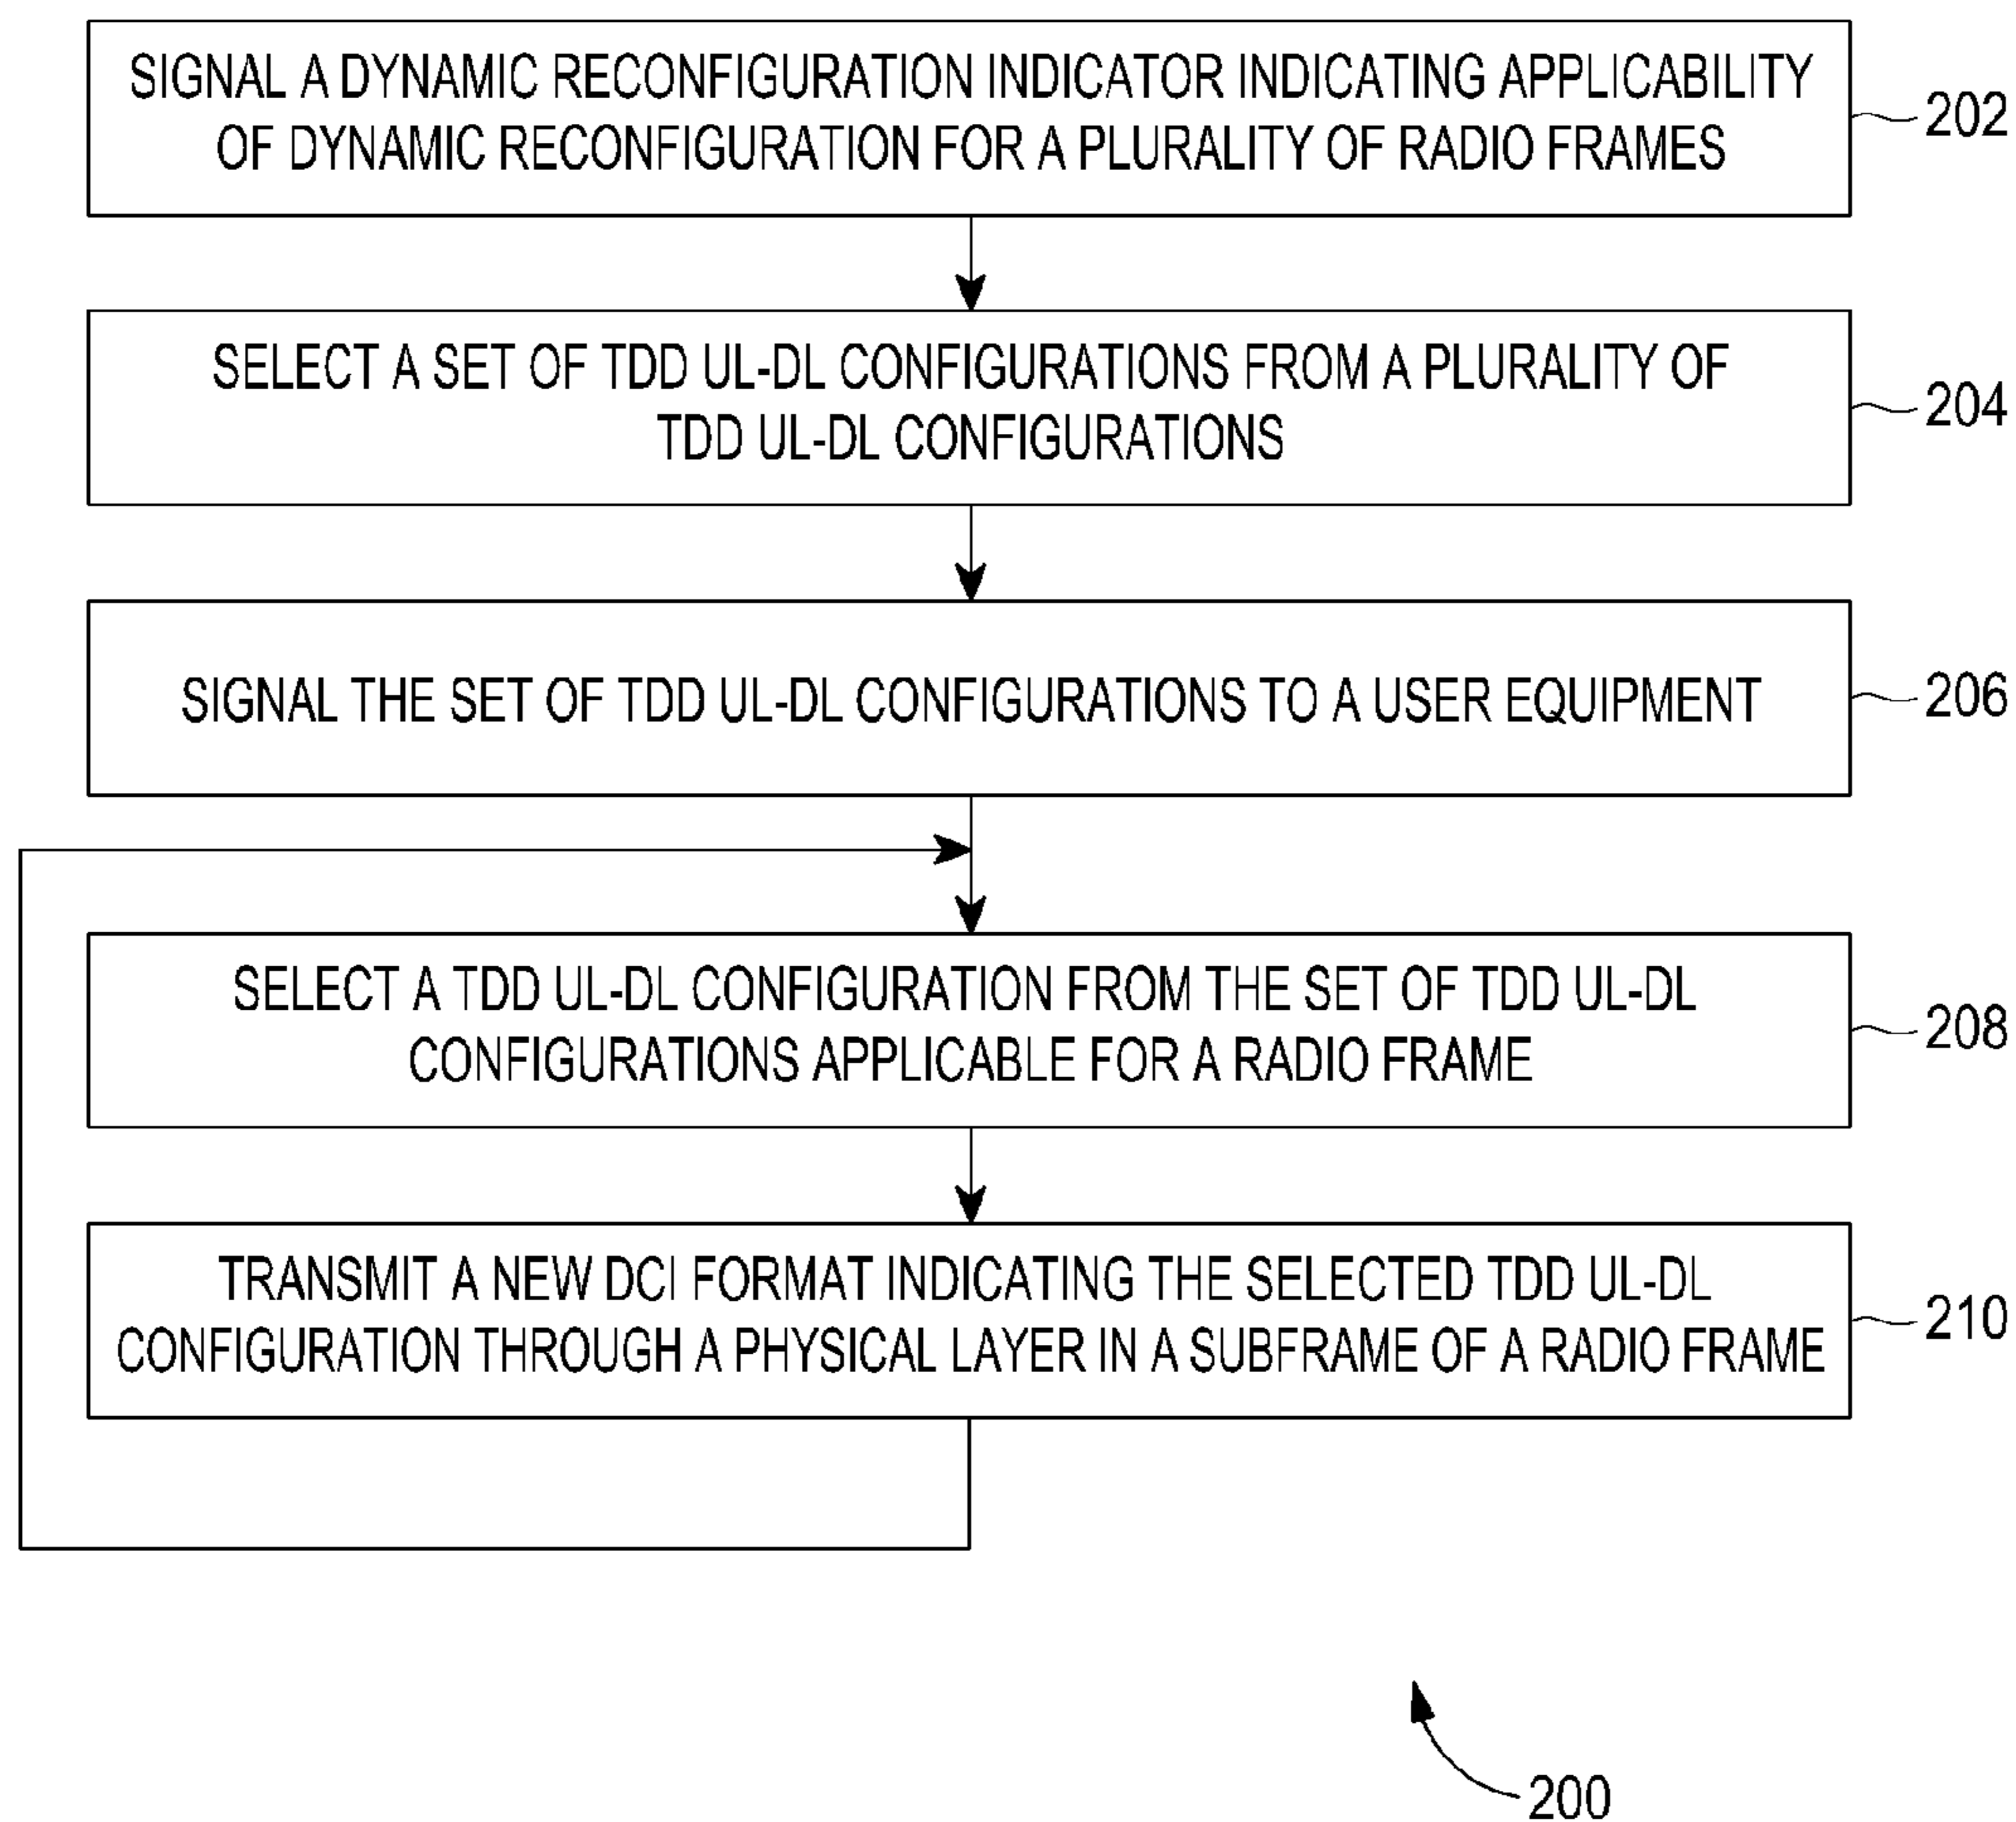 SIGNAL A DYNAMIC RECONFIGURATION INDICATOR INDICATING APPLICABILITY
OF DYNAMIC RECONFIGURATION FOR A PLURALITY OF RADIO FRAMES
202
SELECT A SET OF TDD UL-DL CONFIGURATIONS FROM A PLURALITY OF
TDD UL-DL CONFIGURATIONS
204
SIGNAL THE SET OF TDD UL-DL CONFIGURATIONS TO A USER EQUIPMENT
206
SELECT A TDD UL-DL CONFIGURATION FROM THE SET OF TDD UL-DL
CONFIGURATIONS APPLICABLE FOR A RADIO FRAME
208
TRANSMIT A NEW DCI FORMAT INDICATING THE SELECTED TDD UL-DL
CONFIGURATION THROUGH A PHYSICAL LAYER IN A SUBFRAME OF A RADIO FRAME
210
200